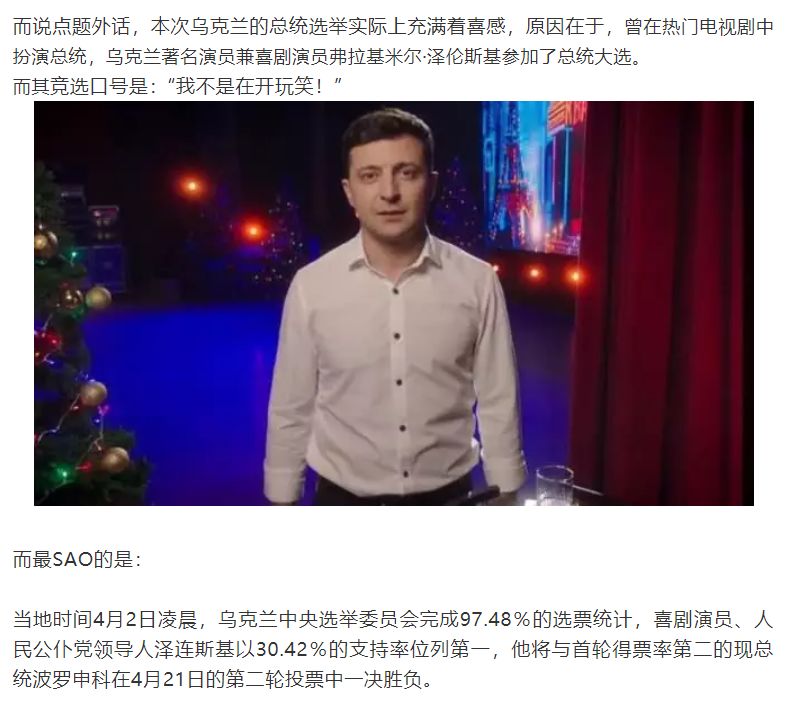 而说点题外话，本次乌克兰的总统选举实际上充满着喜感，原因在于，曾在热门电视剧中
扮演总统，乌克兰著名演员兼喜剧演员弗拉基米尔·泽伦斯基参加了总统大选。
而其竞选口号是：“我不是在开玩笑！”
而最SAO的是：
当地时间4月2日凌晨，乌克兰中央选举委员会完成97.48%的选票统计，喜剧演员、人
民公仆党领导人泽连斯基以30.42%的支持率位列第一，他将与首轮得票率第二的现总
统波罗申科在4月21日的第二轮投票中一决胜负。